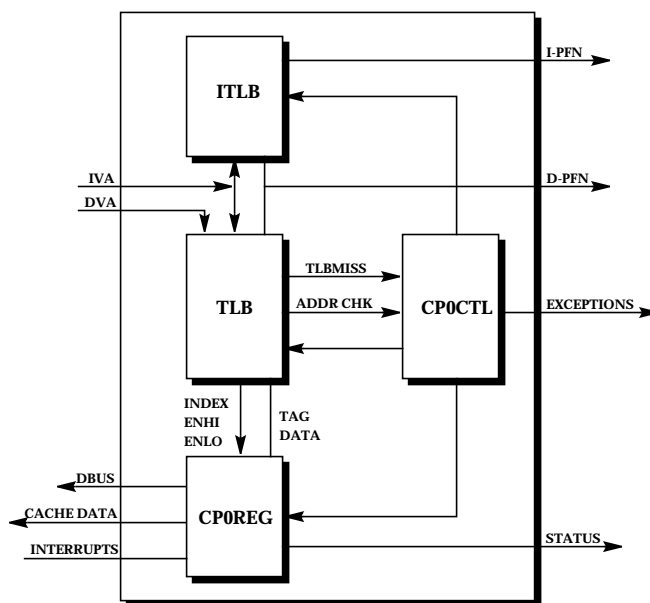 I-PFN
ITLB
IVA
D-PFN
DVA
TLBMISS
TLB
ADDR CHK
CP0CTL
EXCEPTIONS
INDEX
ENHI
ENLO
TAG
DATA
DBUS
CACHE DATA
CP0REG
INTERRUPTS
STATUS